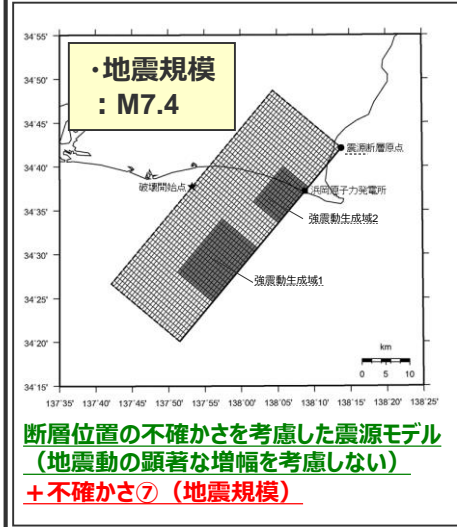 ・地震規模
：M7.4
34˚55'
34˚50'
34˚45'
34˚40'
34˚35'
34˚30'
34˚25'
34˚20'
34˚15'
震源断層原点
破壊開始点
浜岡原子力発電所
強震動生成域2
強震動生成域1
km
0 5 10
137˚35' 137˚40' 137˚45' 137˚50' 137˚55' 138˚00' 138˚05' 138˚10' 138˚15' 138˚20' 138˚25'
断層位置の不確かさを考慮した震源モデル
（地震動の顕著な増幅を考慮しない）
＋不確かさ⑦（地震規模）